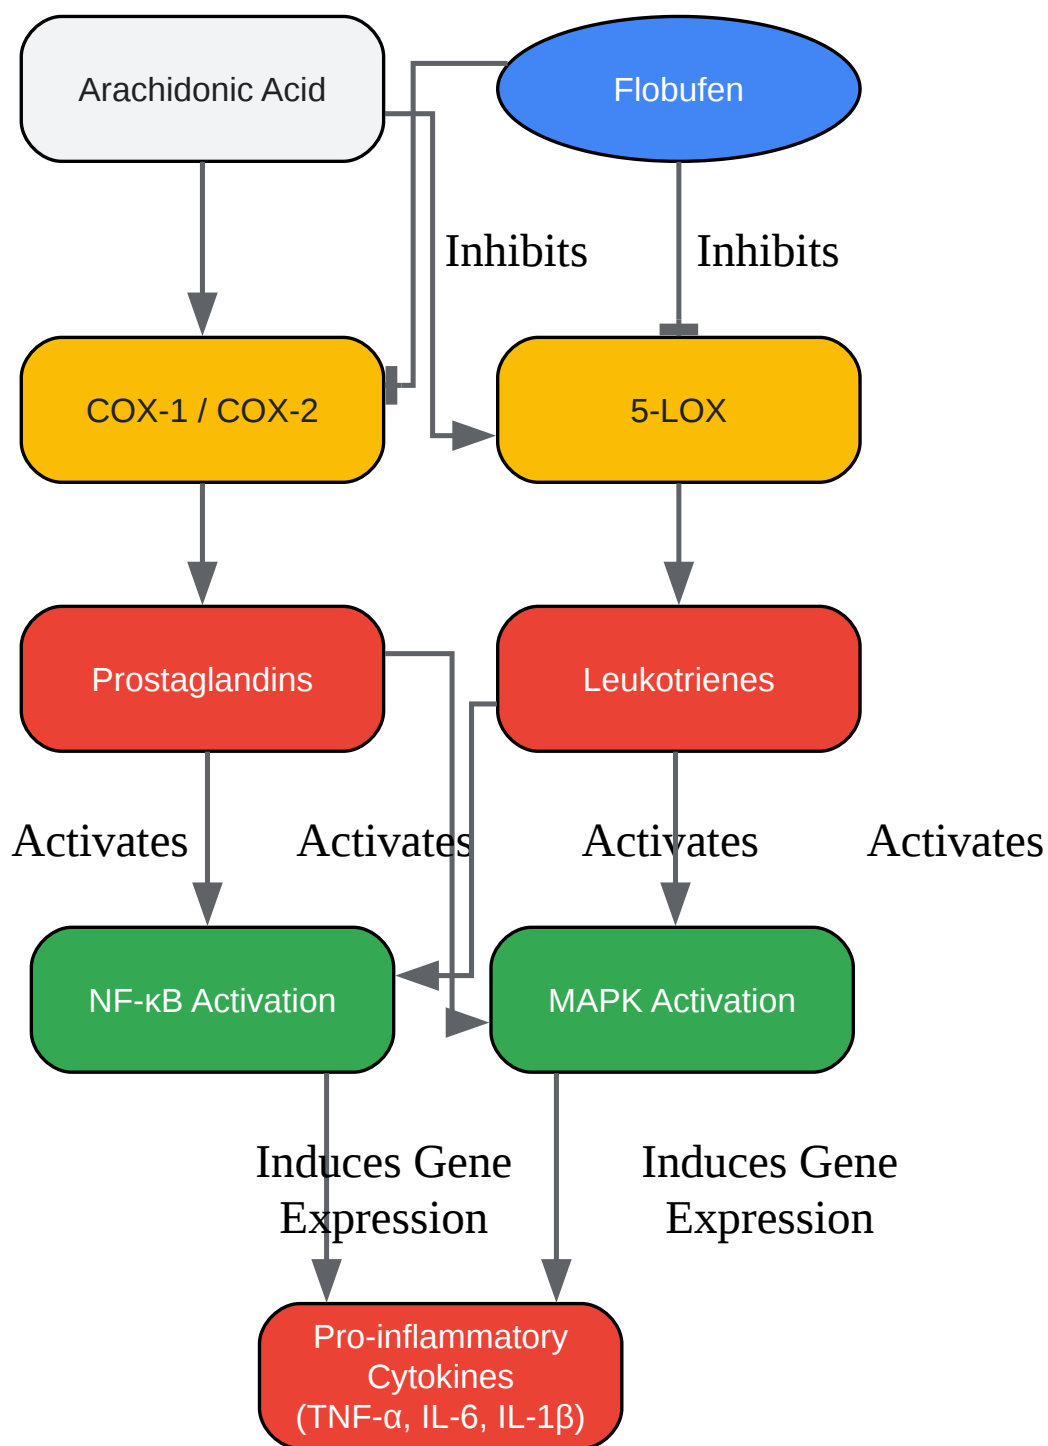 Arachidonic Acid
Flobufen
Inhibits
Inhibits
COX-1 / COX-2
5-LOX
Prostaglandins
Leukotrienes
Activates
Activates
Activates
Activates
NF-κB Activation
MAPK Activation
Induces Gene
Expression
Induces Gene
Expression
Pro-inflammatory
Cytokines
(TNF-α, IL-6, IL-1β)